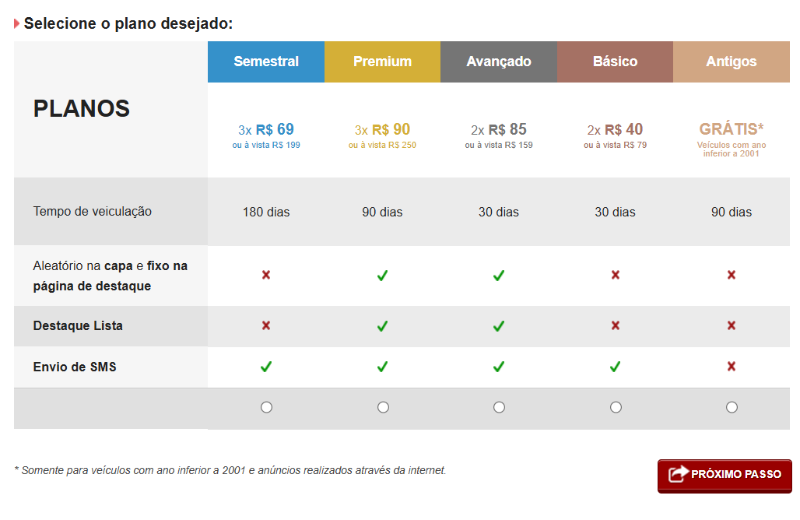 Selecione o plano desejado:
PLANOS
Semestral Premium Avançado Básico Antigos
3x R$ 69 3x R$ 90 2x R$ 85 2x R$ 40 GRÁTIS*
ou à vista R$ 199 ou à vista R$ 250 ou à vista R$ 159 ou à vista R$ 79 Veículos com ano
inferior a 2001
Tempo de veiculação 180 dias 90 dias 30 dias 30 dias 90 dias
Aleatório na capa e fixo na
página de destaque
Destaque Lista
Envio de SMS
* Somente para veículos com ano inferior a 2001 e anúncios realizados através da internet.
PRÓXIMO PASSO